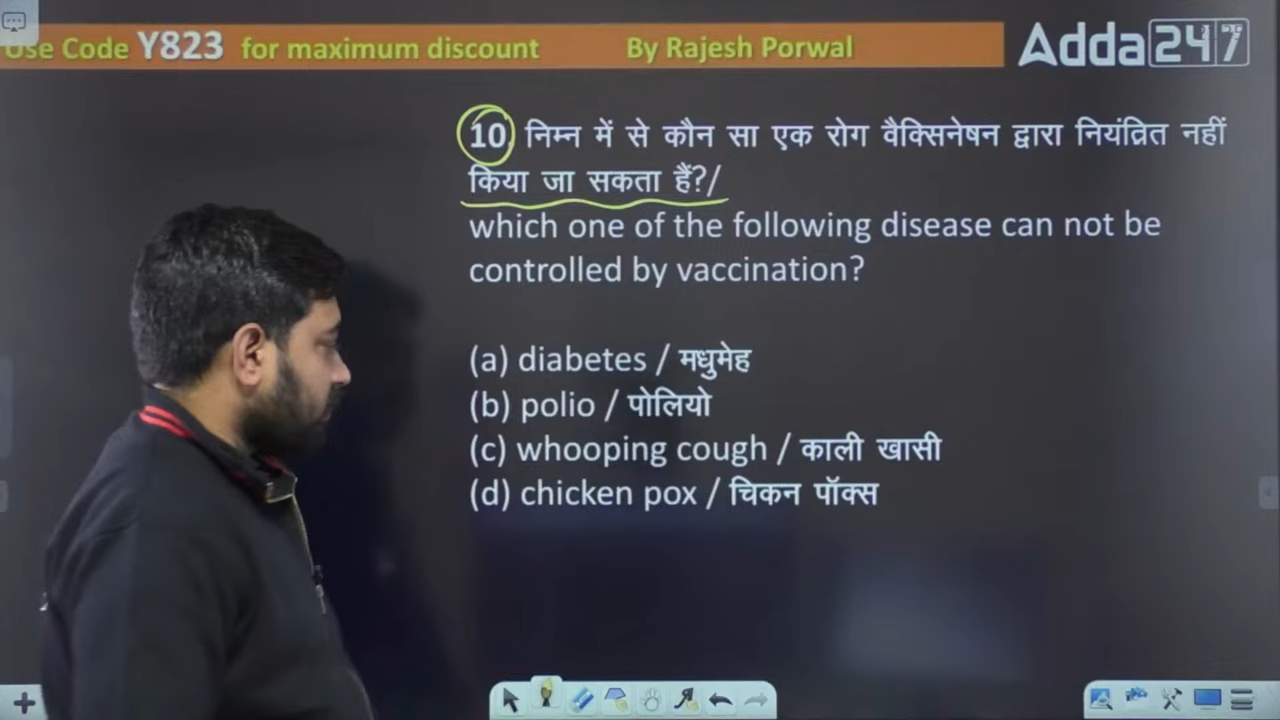 Use Code Y823 for maximum discount By Rajesh Porwal Adda247
10. निम्न में से कौन सा एक रोग वैक्सिनेषन द्वारा नियंत्रित नहीं
किया जा सकता हैं?/
which one of the following disease can not be
controlled by vaccination?
(a) diabetes / मधुमेह
(b) polio / पोलियो
(c) whooping cough / काली खासी
(d) chicken pox / चिकन पॉक्स